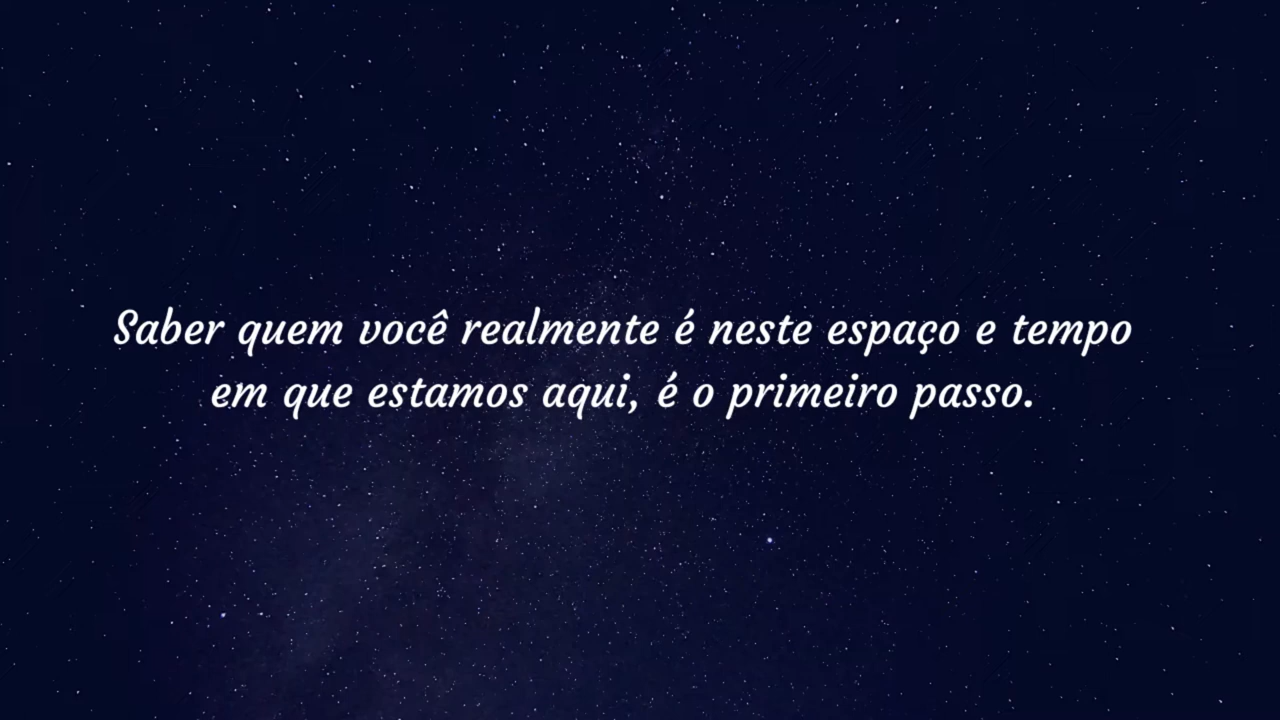 Saber quem você realmente é neste espaço e tempo
em que estamos aqui, é o primeiro passo.